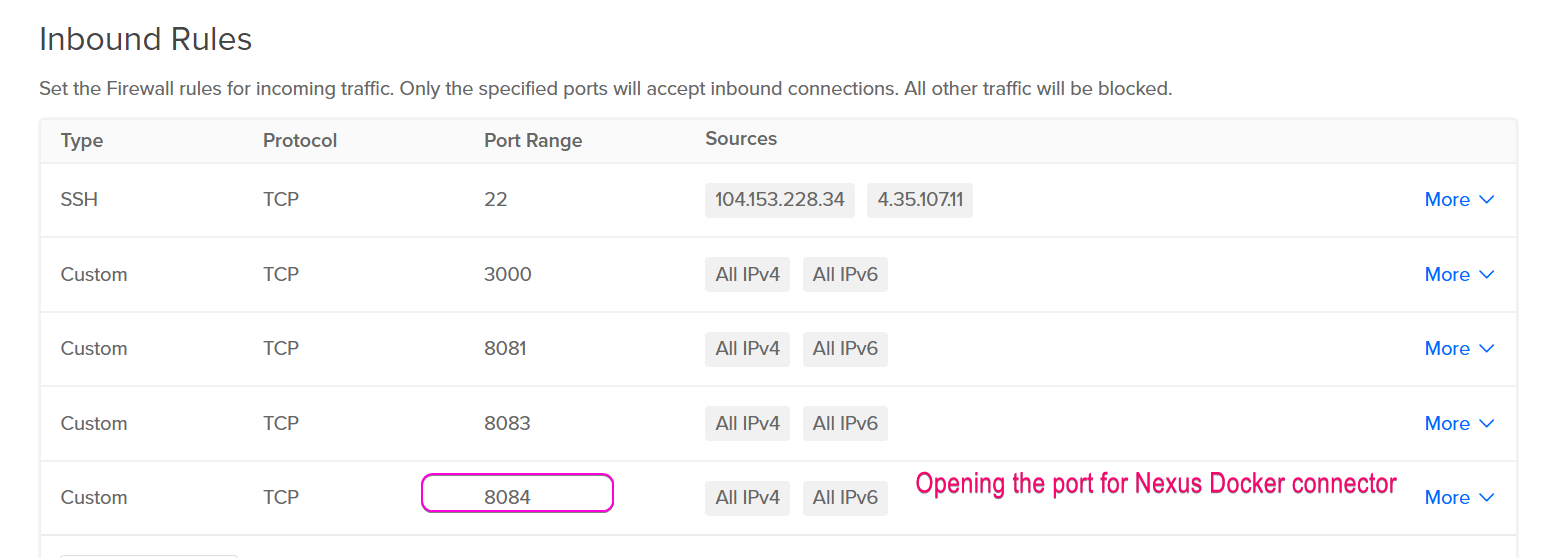 Inbound Rules
Set the Firewall rules for incoming traffic. Only the specified ports will accept inbound connections. All other traffic will be blocked.
Type Protocol Port Range Sources
SSH TCP 22 104.153.228.34 4.35.107.11 More
Custom TCP 3000 All IPv4 All IPv6 More
Custom TCP 8081 All IPv4 All IPv6 More
Custom TCP 8083 All IPv4 All IPv6 More
Custom TCP 8084 All IPv4 All IPv6 Opening the port for Nexus Docker connector More